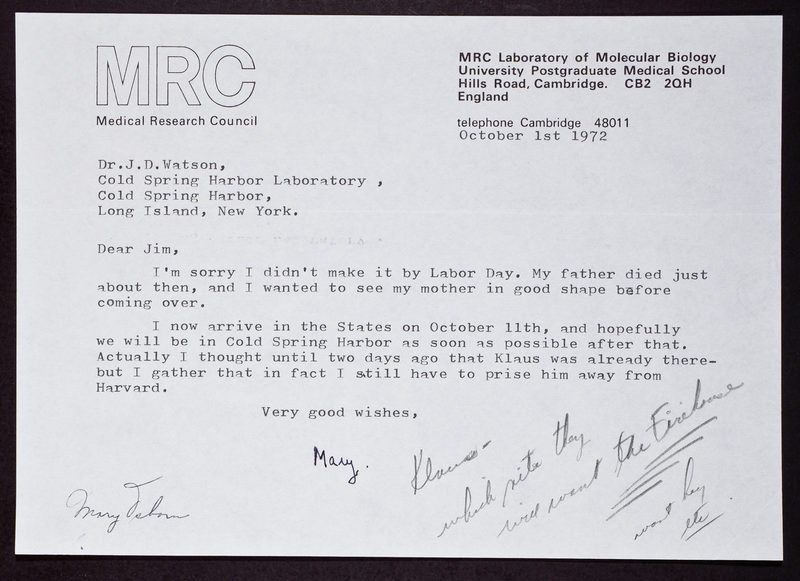 MRC
Medical Research Council
MRC Laboratory of Molecular Biology
University Postgraduate Medical School
Hills Road, Cambridge. CB2 2QH
England
telephone Cambridge 48011
October 1st 1972
Dr.J.D.Watson,
Cold Spring Harbor Laboratory ,
Cold Spring Harbor,
Long Island, New York.
Dear Jim,
I'm sorry I didn't make it by Labor Day. My father died just
about then, and I wanted to see my mother in good shape before
coming over.
I now arrive in the States on October 11th, and hopefully
we will be in Cold Spring Harbor as soon as possible after that.
Actually I thought until two days ago that Klaus was already there-
but I gather that in fact I still have to prise him away from
Harvard.
Very good wishes,
Mary.
Mary Osborn
Klaus-
which they
will want the Firehouse
want key
etc.